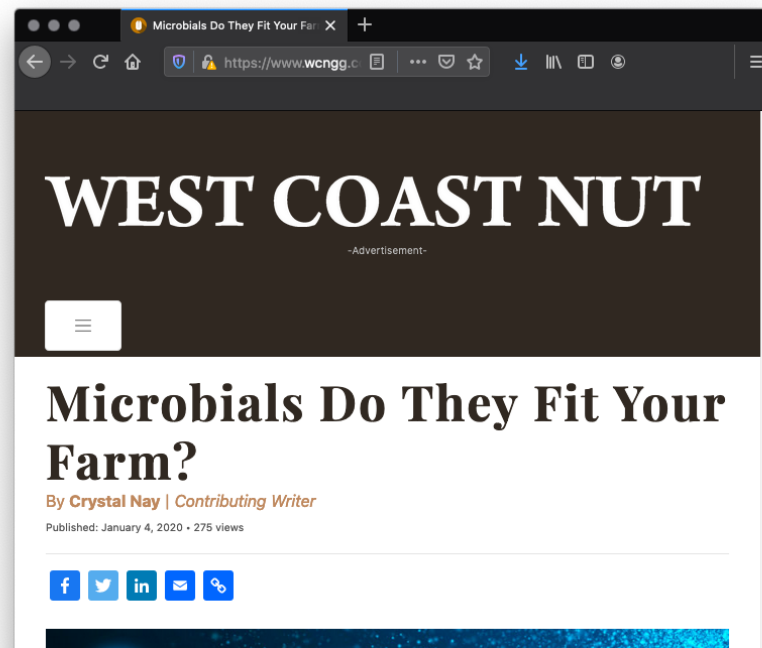 Microbials Do They Fit Your Far
https://www.wcngg.c
WEST COAST NUT
-Advertisement-
Microbials Do They Fit Your
Farm?
By Crystal Nay | Contributing Writer
Published: January 4, 2020 • 275 views